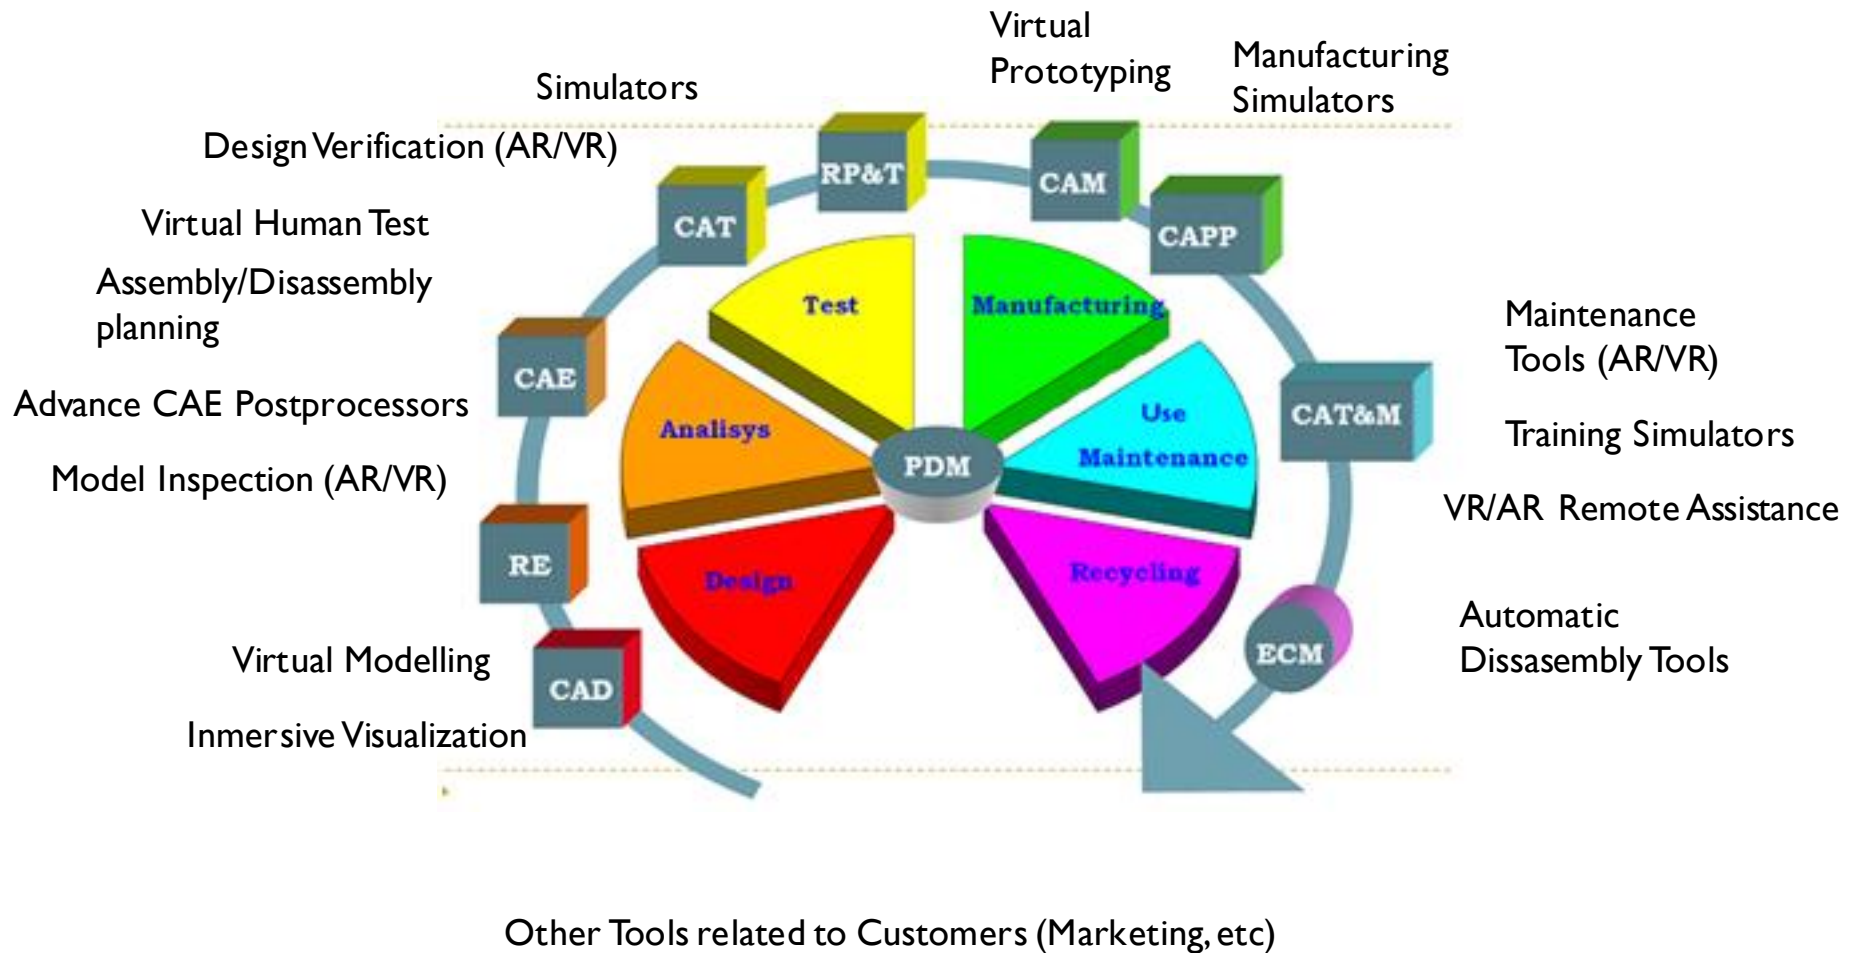 Virtual
Prototyping
Manufacturing
Simulators
Simulators
Design Verification (AR/VR)
RP&T
CAM
CAT
CAPP
Virtual Human Test
Assembly/Disassembly
planning
Test
Manufacturing
Maintenance
Tools (AR/VR)
CAE
Advance CAE Postprocessors
Analisys
Use
Maintenance
CAT&M
Training Simulators
PDM
Model Inspection (AR/VR)
VR/AR Remote Assistance
RE
Design
Recycling
Automatic
Dissasembly Tools
ECM
Virtual Modelling
CAD
Inmersive Visualization
Other Tools related to Customers (Marketing, etc)